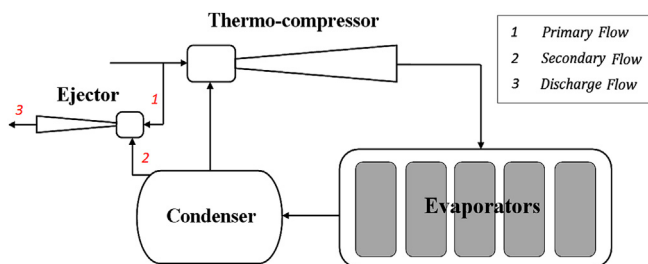 Thermo-compressor
1 Primary Flow
2 Secondary Flow
3 Discharge Flow
Ejector
3
1
2
Condenser
Evaporators